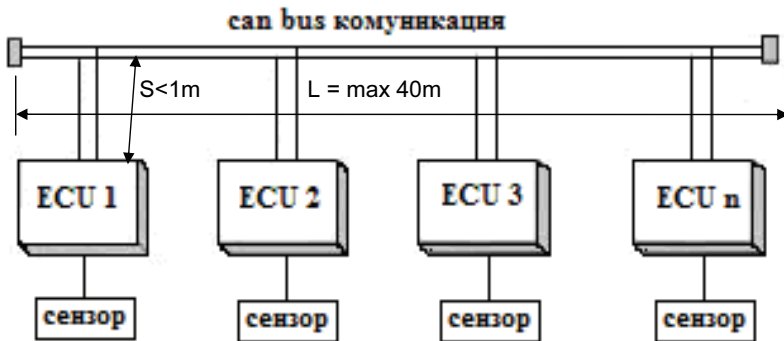 can bus комуникация
S<1m
L = max 40m
ECU 1
ECU 2
ECU 3
ECU n
сензор
сензор
сензор
сензор